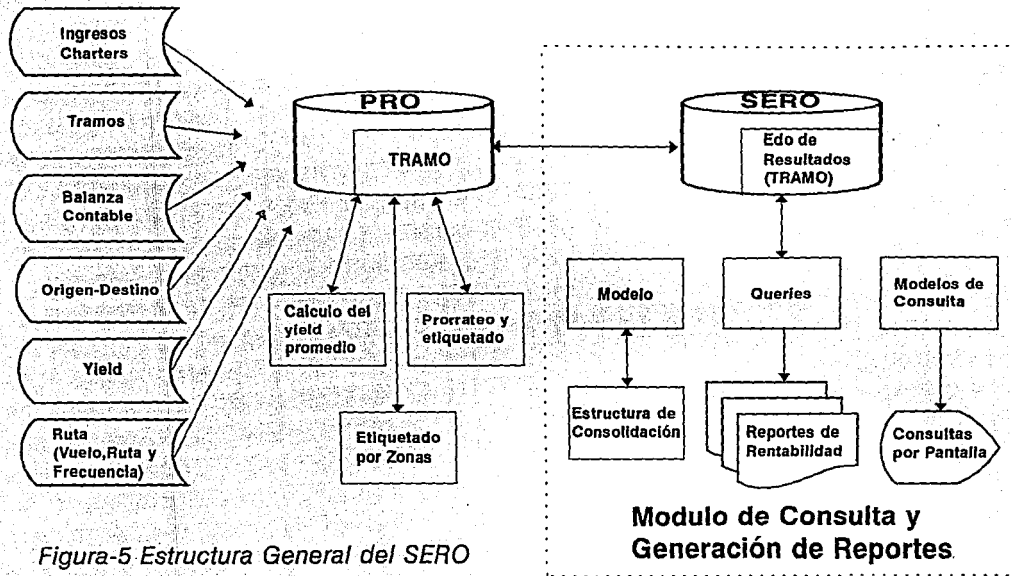 Ingresos
Charters
Tramos
Balanza
Contable
Origen-Destino
Yield
Ruta
(Vuelo,Ruta y
Frecuencia)
PRO
TRAMO
Calculo del
yield
promedio
Prorrateo y
etiquetado
Etiquetado
por Zonas
SERO
Edo de
Resultados
(TRAMO)
Modelo
Queries
Modelos de
Consulta
Estructura de
Consolidación
Reportes de
Rentabilidad
Consultas
por Pantalla
Modulo de Consulta y
Generación de Reportes
Figura-5 Estructura General del SERO